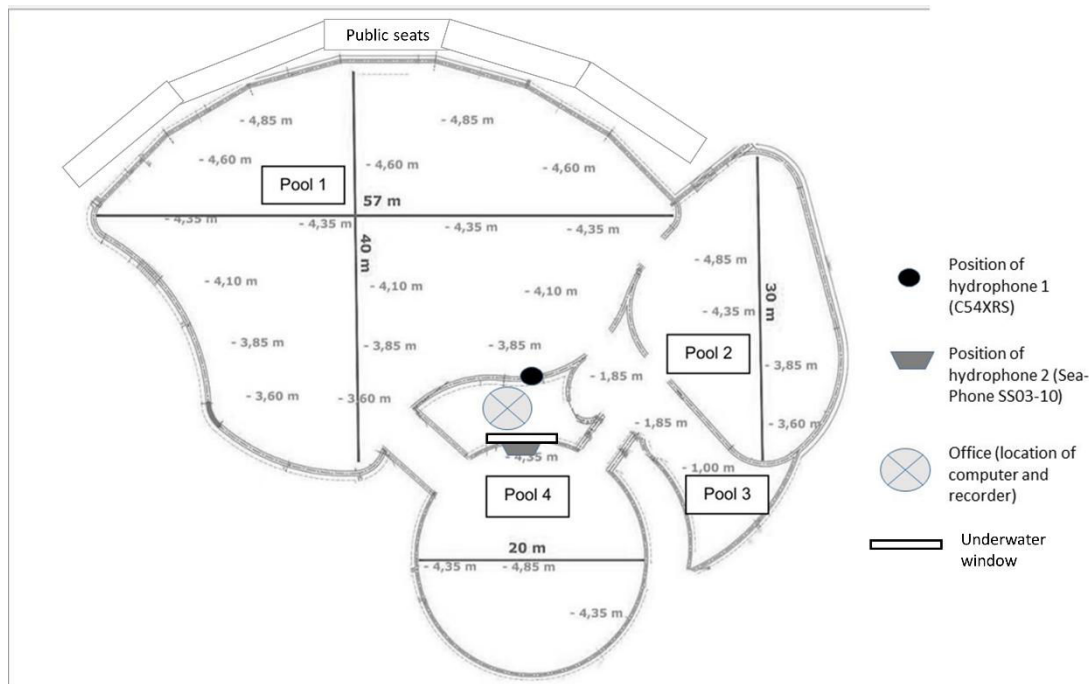 Public seats
- 4,85 m
- 4,85 m
- 4,60 m
- 4,60 m
- 4,60 m
Pool 1
57 m
- 4,35 m
- 4,35 m
- 4,35 m
- 4,35 m
40 m
- 4,10 m
- 4,10 m
- 4,10 m
- 3,85 m
- 3,85 m
- 3,85 m
- 3,60 m
- 3,60 m
- 4,85 m
30 m
- 4,35 m
Pool 2
- 3,85 m
- 1,85 m
- 3,60 m
- 1,85 m
- 1,00 m
Pool 3
- 4,35 m
Pool 4
20 m
- 4,35 m
- 4,85 m
- 4,35 m
Position of
hydrophone 1
(C54XRS)
Position of
hydrophone 2 (Sea-
Phone SS03-10)
Office (location of
computer and
recorder)
Underwater
window